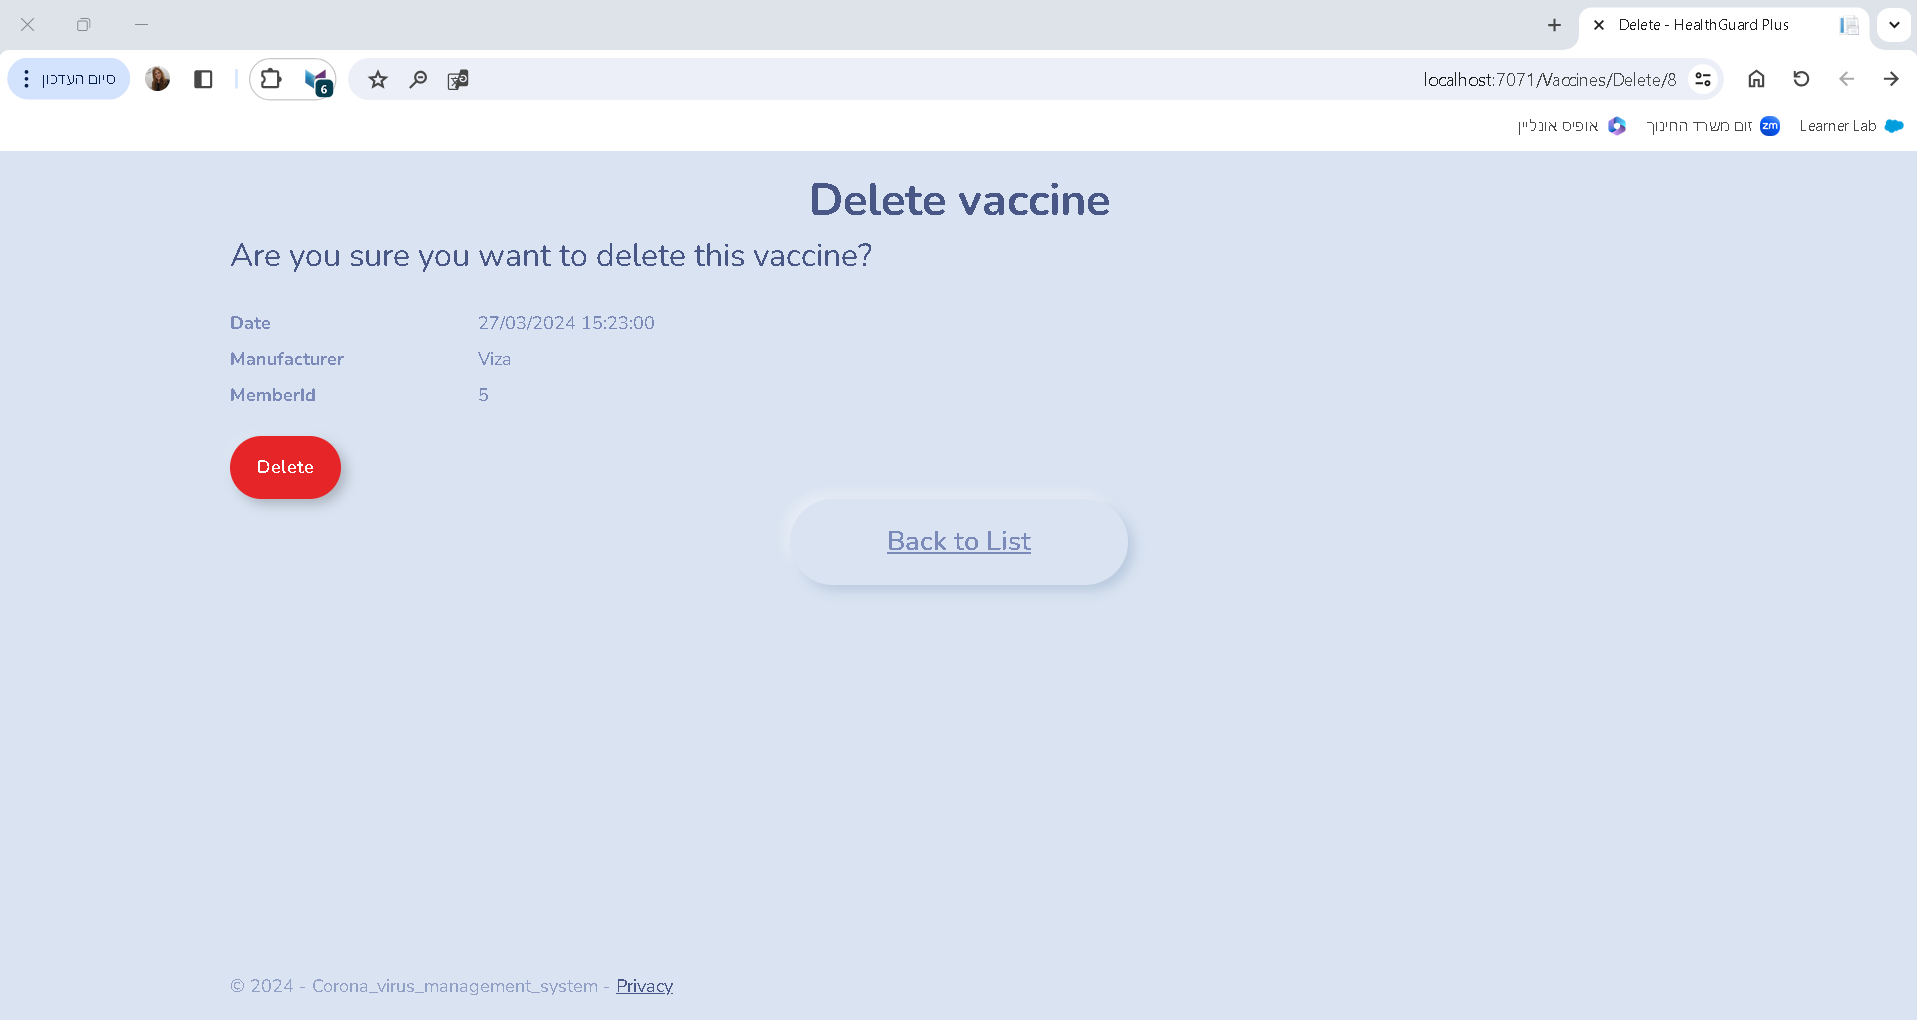 Delete - HealthGuard Plus
סיום העדכון
6
localhost:7071/Vaccines/Delete/8
Learner Lab
zm זום משרד החינוך
אופיס אונליין
Delete vaccine
Are you sure you want to delete this vaccine?
Date 27/03/2024 15:23:00
Manufacturer Viza
MemberId 5
Delete
Back to List
© 2024 - Corona_virus_management_system - Privacy